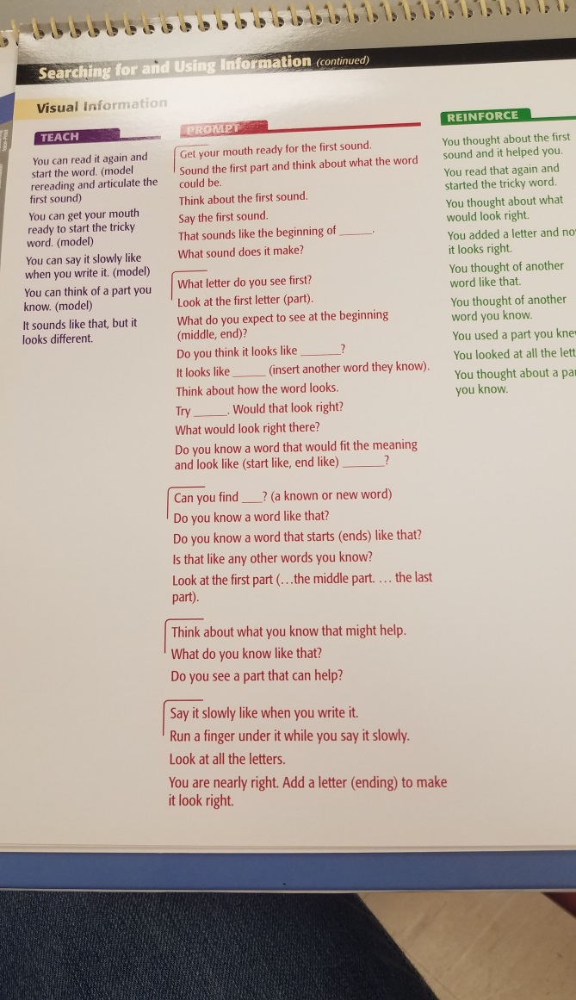 Searching for and Using Information (continued)
Visual Information
TEACH
You can read it again and
start the word. (model
rereading and articulate the
first sound)
You can get your mouth
ready to start the tricky
word. (model)
You can say it slowly like
when you write it. (model)
You can think of a part you
know. (model)
It sounds like that, but it
looks different.
PROMPT
Get your mouth ready for the first sound.
Sound the first part and think about what the word
could be.
Think about the first sound.
Say the first sound.
That sounds like the beginning of ______.
What sound does it make?
What letter do you see first?
Look at the first letter (part).
What do you expect to see at the beginning
(middle, end)?
Do you think it looks like _______?
It looks like ______ (insert another word they know).
Think about how the word looks.
Try ______. Would that look right?
What would look right there?
Do you know a word that would fit the meaning
and look like (start like, end like) _______?
Can you find ___? (a known or new word)
Do you know a word like that?
Do you know a word that starts (ends) like that?
Is that like any other words you know?
Look at the first part (…the middle part. … the last
part).
Think about what you know that might help.
What do you know like that?
Do you see a part that can help?
Say it slowly like when you write it.
Run a finger under it while you say it slowly.
Look at all the letters.
You are nearly right. Add a letter (ending) to make
it look right.
REINFORCE
You thought about the first
sound and it helped you.
You read that again and
started the tricky word.
You thought about what
would look right.
You added a letter and no
it looks right.
You thought of another
word like that.
You thought of another
word you know.
You used a part you kne
You looked at all the lett
You thought about a pa
you know.